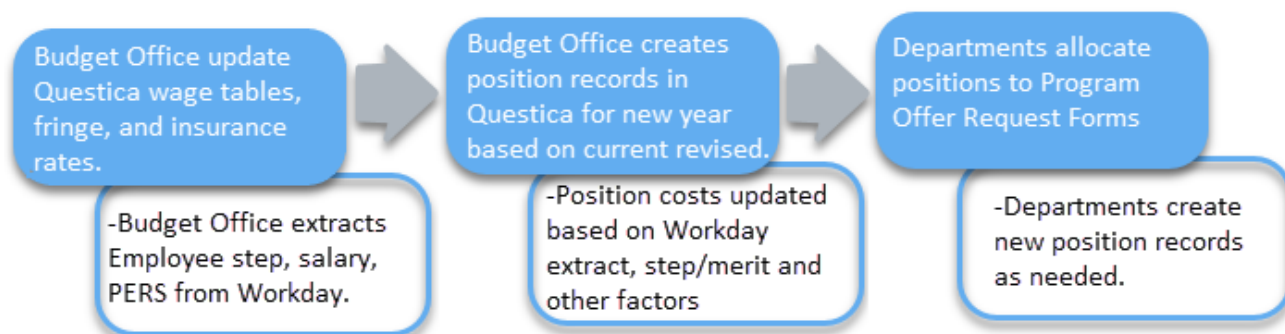 Budget Office update
Questica wage tables,
fringe, and insurance
rates.
-Budget Office extracts
Employee step, salary,
PERS from Workday.
Budget Office creates
position records in
Questica for new year
based on current revised.
-Position costs updated
based on Workday
extract, step/merit and
other factors
Departments allocate
positions to Program
Offer Request Forms
-Departments create
new position records
as needed.